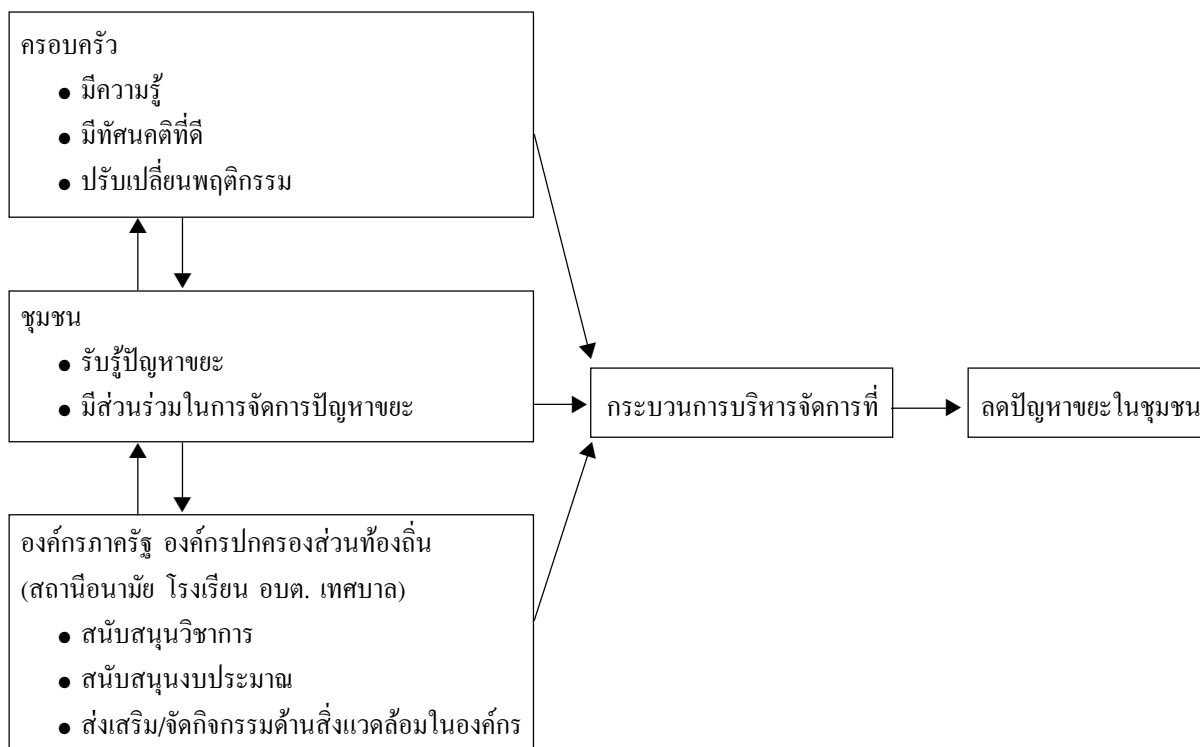 ครอบครัว
● มีความรู้
● มีทัศนคติที่ดี
● ปรับเปลี่ยนพฤติกรรม
ชุมชน
● รับรู้ปัญหาขยะ
● มีส่วนร่วมในการจัดการปัญหาขยะ
กระบวนการบริหารจัดการที่
ลดปัญหาขยะในชุมชน
องค์กรภาครัฐ องค์กรปกครองส่วนท้องถิ่น
(สถานีอนามัย โรงเรียน อบต. เทศบาล)
● สนับสนุนวิชาการ
● สนับสนุนงบประมาณ
● ส่งเสริม/จัดกิจกรรมด้านสิ่งแวดล้อมในองค์กร